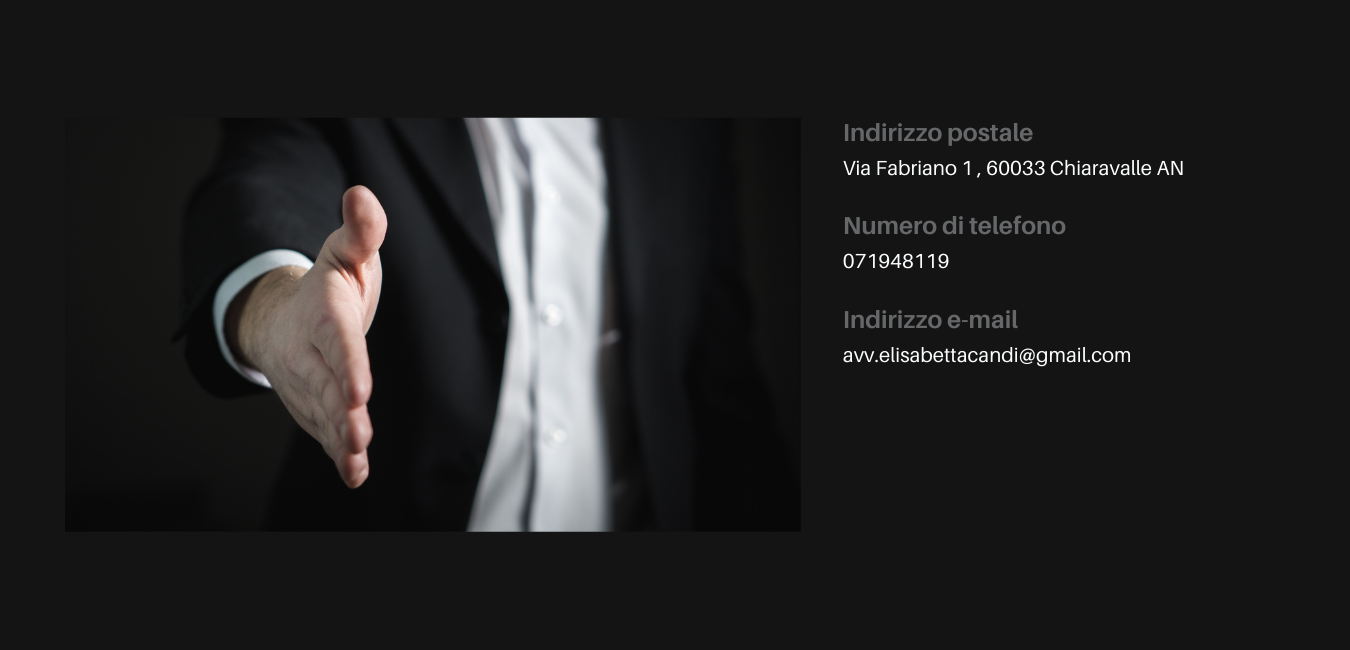 Indirizzo postale
Via Fabriano 1 , 60033 Chiaravalle AN
Numero di telefono
071948119
Indirizzo e-mail
avv.elisabettacandi@gmail.com